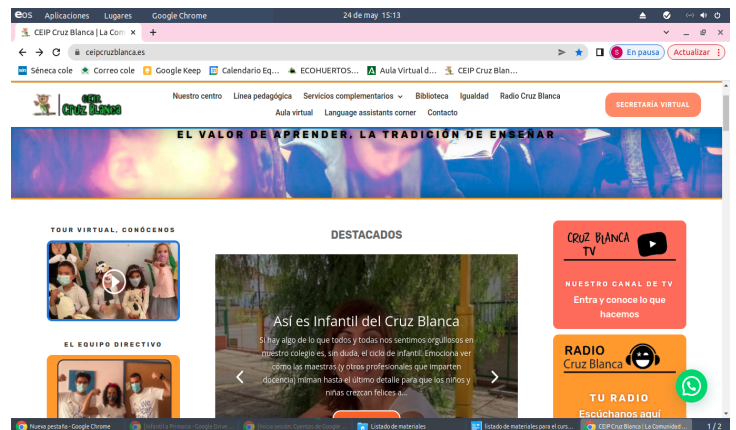 eos Aplicaciones Lugares Google Chrome 24 de may 15:13
CEIP Cruz Blanca | La Com
ceipcruzblanca.es
S En pausa Actualizar
Séneca cole Correo cole Google Keep Calendario Eq... ECOHUERTOS... Aula Virtual d... CEIP Cruz Blan...
CEIP
Cruz Blanca
Nuestro centro Línea pedagógica Servicios complementarios Biblioteca Igualdad Radio Cruz Blanca
Aula virtual Language assistants corner Contacto
SECRETARÍA VIRTUAL
EL VALOR DE APRENDER, LA TRADICIÓN DE ENSEÑAR
TOUR VIRTUAL, CONÓCENOS
EL EQUIPO DIRECTIVO
DESTACADOS
Así es Infantil del Cruz Blanca
Si hay algo de lo que todos y todas nos sentimos orgullosos en
nuestro colegio es, sin duda, el ciclo de infantil. Emociona ver
cómo las maestras (y otros profesionales que imparten
docencia) miman hasta el último detalle para que los niños y
niñas crezcan felices a...
CRUZ BLANCA
TV
NUESTRO CANAL DE TV
Entra y conoce lo que
hacemos
RADIO
Cruz Blanca
TU RADIO
Escúchanos aquí
Nueva pestaña - Google Chrome Listado de materiales listado de materiales para el curs... CEIP Cruz Blanca | La Comunidad ... 1 / 2